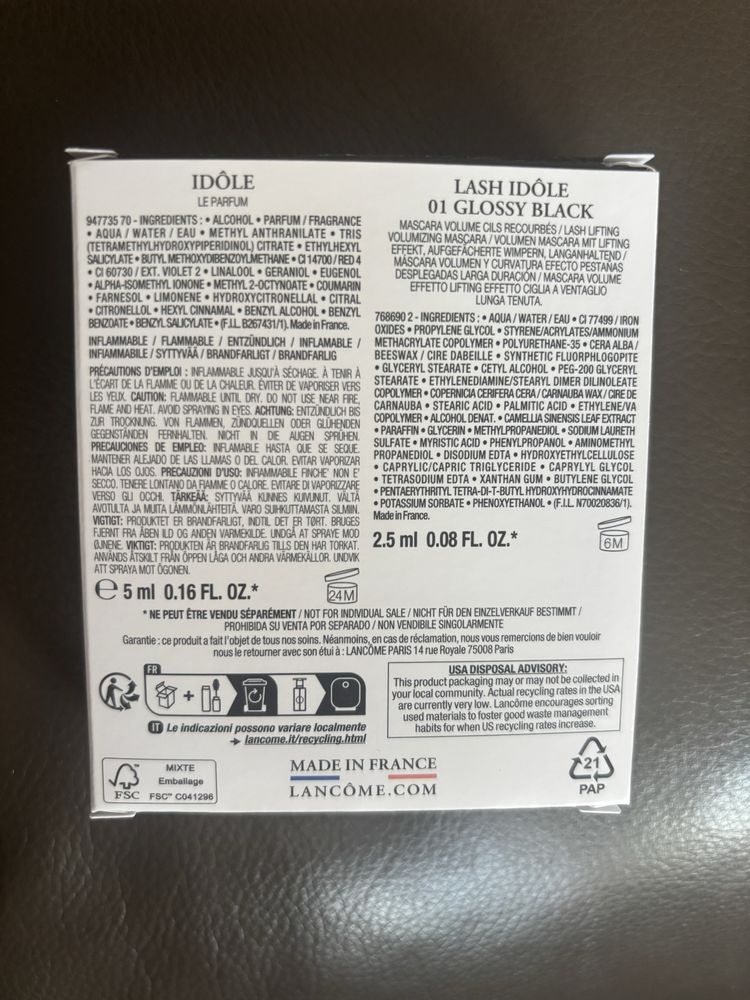 IDÔLE
LE PARFUM
947735 70 - INGREDIENTS : • ALCOHOL • PARFUM / FRAGRANCE
• AQUA / WATER / EAU • METHYL ANTHRANILATE • TRIS
(TETRAMETHYLHYDROXYPIPERIDINOL) CITRATE • ETHYLHEXYL
SALICYLATE • BUTYL METHOXYDIBENZOYLMETHANE • CI 14700 / RED 4
• CI 60730 / EXT. VIOLET 2 • LINALOOL • GERANIOL • EUGENOL
• ALPHA-ISOMETHYL IONONE • METHYL 2-OCTYNOATE • COUMARIN
• FARNESOL • LIMONENE • HYDROXYCITRONELLAL • CITRAL
• CITRONELLOL • HEXYL CINNAMAL • BENZYL ALCOHOL • BENZYL
BENZOATE • BENZYL SALICYLATE • (F.I.L. B267431/1). Made in France.
INFLAMMABLE / FLAMMABLE / ENTZÜNDLICH / INFLAMABLE /
INFIAMMABILE / SYTTYVÄÄ / BRANDFARLIGT / BRANDFARLIG
PRÉCAUTIONS D'EMPLOI : INFLAMMABLE JUSQU'À SÉCHAGE. À TENIR À
L'ÉCART DE LA FLAMME OU DE LA CHALEUR. ÉVITER DE VAPORISER VERS
LES YEUX. CAUTION: FLAMMABLE UNTIL DRY. DO NOT USE NEAR FIRE,
FLAME AND HEAT. AVOID SPRAYING IN EYES. ACHTUNG: ENTZÜNDLICH BIS
ZUR TROCKNUNG. VON FLAMMEN, ZÜNDQUELLEN ODER GLÜHENDEN
GEGENSTÄNDEN FERNHALTEN. NICHT IN DIE AUGEN SPRÜHEN.
PRECAUCIONES DE EMPLEO: INFLAMABLE HASTA QUE SE SEQUE.
MANTENER ALEJADO DE LAS LLAMAS O DEL CALOR. EVITAR VAPORIZAR
HACIA LOS OJOS. PRECAUZIONI D'USO: INFIAMMABILE FINCHE' NON E'
SECCO. TENERE LONTANO DA FIAMME O CALORE. EVITARE DI VAPORIZZARE
VERSO GLI OCCHI. TÄRKEÄÄ: SYTTYVÄÄ KUNNES KUIVUNUT. VÄLTÄ
AVOTULTA JA MUITA LÄMMÖNLÄHTEITÄ. VARO SUIHKUTTAMASTA SILMIIN.
VIGTIGT: PRODUKTET ER BRANDFARLIGT, INDTIL DET ER TØRT. BRUGES
FJERNT FRA ÅBEN ILD OG ANDEN VARMEKILDE. UNDGÅ AT SPRAYE MOD
ØJNENE. VIKTIGT: PRODUKTEN ÄR BRANDFARLIG TILLS DEN HAR TORKAT.
ANVÄNDS ÅTSKILT FRÅN ÖPPEN LÅGA OCH ANDRA VÄRMEKÄLLOR. UNDVIK
ATT SPRAYA MOT ÖGONEN.
℮ 5 ml 0.16 FL. OZ.*
24M
LASH IDÔLE
01 GLOSSY BLACK
MASCARA VOLUME CILS RECOURBÉS / LASH LIFTING
VOLUMIZING MASCARA / VOLUMEN MASCARA MIT LIFTING
EFFEKT, AUFGEFÄCHERTE WIMPERN, LANGANHALTEND /
MÁSCARA VOLUMEN Y CURVATURA EFECTO PESTAÑAS
DESPLEGADAS LARGA DURACIÓN / MASCARA VOLUME
EFFETTO LIFTING EFFETTO CIGLIA A VENTAGLIO
LUNGA TENUTA.
768690 2 - INGREDIENTS : • AQUA / WATER / EAU • CI 77499 / IRON
OXIDES • PROPYLENE GLYCOL • STYRENE/ACRYLATES/AMMONIUM
METHACRYLATE COPOLYMER • POLYURETHANE-35 • CERA ALBA /
BEESWAX / CIRE DABEILLE • SYNTHETIC FLUORPHLOGOPITE
• GLYCERYL STEARATE • CETYL ALCOHOL • PEG-200 GLYCERYL
STEARATE • ETHYLENEDIAMINE/STEARYL DIMER DILINOLEATE
COPOLYMER • COPERNICIA CERIFERA CERA / CARNAUBA WAX / CIRE DE
CARNAUBA • STEARIC ACID • PALMITIC ACID • ETHYLENE/VA
COPOLYMER • ALCOHOL DENAT. • CAMELLIA SINENSIS LEAF EXTRACT
• PARAFFIN • GLYCERIN • METHYLPROPANEDIOL • SODIUM LAURETH
SULFATE • MYRISTIC ACID • PHENYLPROPANOL • AMINOMETHYL
PROPANEDIOL • DISODIUM EDTA • HYDROXYETHYLCELLULOSE
• CAPRYLIC/CAPRIC TRIGLYCERIDE • CAPRYLYL GLYCOL
• TETRASODIUM EDTA • XANTHAN GUM • BUTYLENE GLYCOL
• PENTAERYTHRITYL TETRA-DI-T-BUTYL HYDROXYHYDROCINNAMATE
• POTASSIUM SORBATE • PHENOXYETHANOL • (F.I.L. N70020836/1).
Made in France.
2.5 ml 0.08 FL. OZ.*
6M
* NE PEUT ÊTRE VENDU SÉPARÉMENT / NOT FOR INDIVIDUAL SALE / NICHT FÜR DEN EINZELVERKAUF BESTIMMT /
PROHIBIDA SU VENTA POR SEPARADO / NON VENDIBILE SINGOLARMENTE
Garantie : ce produit a fait l'objet de tous nos soins. Néanmoins, en cas de réclamation, nous vous remercions de bien vouloir
nous le retourner avec son étui à : LANCÔME PARIS 14 rue Royale 75008 Paris
FR
IT Le indicazioni possono variare localmente
lancome.it/recycling.html
USA DISPOSAL ADVISORY:
This product packaging may or may not be collected in
your local community. Actual recycling rates in the USA
are currently very low. Lancôme encourages sorting
used materials to foster good waste management
habits for when US recycling rates increase.
FSC
MIXTE
Emballage
FSC™ C041296
MADE IN FRANCE
LANCÔME.COM
21
PAP